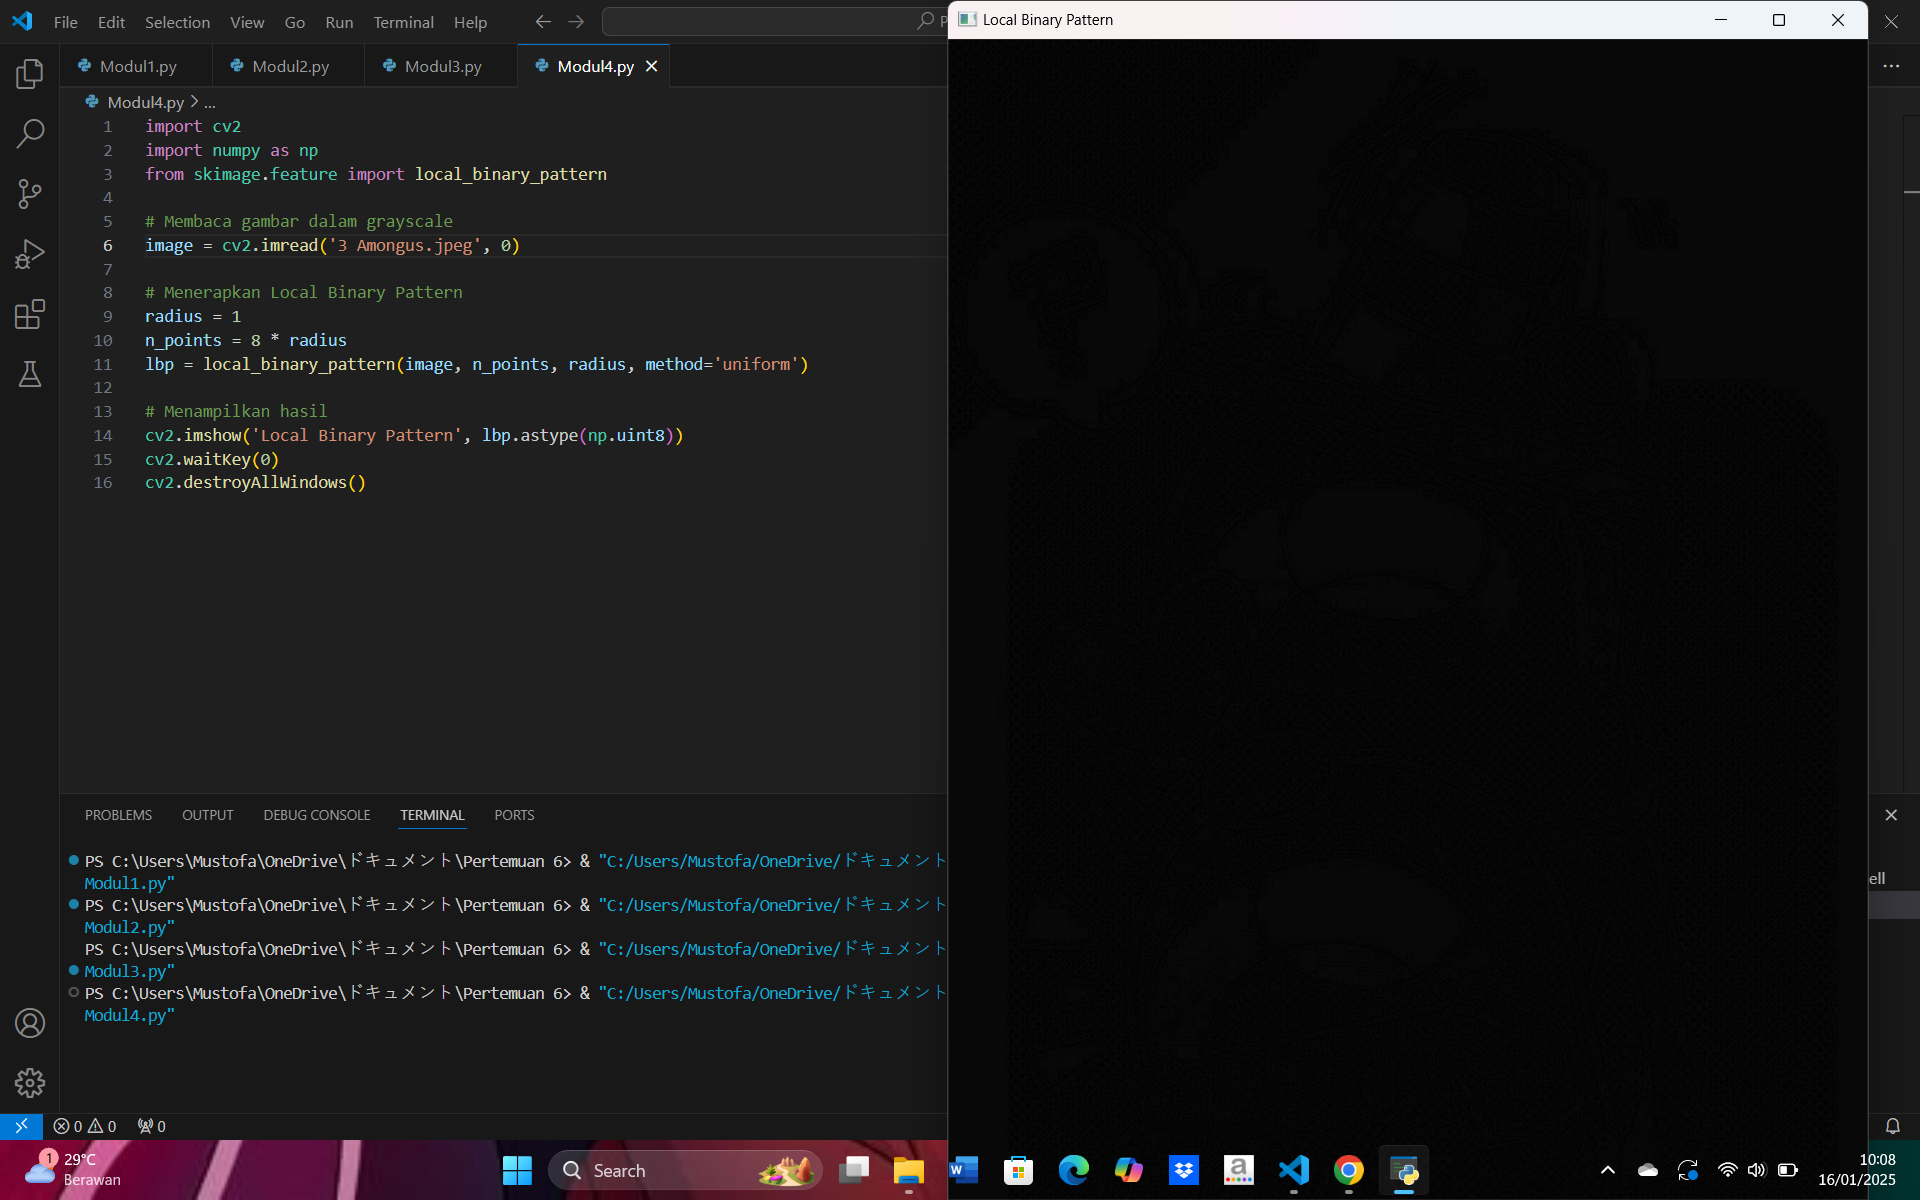 File Edit Selection View Go Run Terminal Help
Local Binary Pattern
Modul1.py Modul2.py Modul3.py Modul4.py
Modul4.py > ...
1 import cv2
2 import numpy as np
3 from skimage.feature import local_binary_pattern
4
5 # Membaca gambar dalam grayscale
6 image = cv2.imread('3 Amongus.jpeg', 0)
7
8 # Menerapkan Local Binary Pattern
9 radius = 1
10 n_points = 8 * radius
11 lbp = local_binary_pattern(image, n_points, radius, method='uniform')
12
13 # Menampilkan hasil
14 cv2.imshow('Local Binary Pattern', lbp.astype(np.uint8))
15 cv2.waitKey(0)
16 cv2.destroyAllWindows()
PROBLEMS OUTPUT DEBUG CONSOLE TERMINAL PORTS
PS C:\Users\Mustofa\OneDrive\ドキュメント\Pertemuan 6> & "C:/Users/Mustofa/OneDrive/ドキュメント
Modul1.py"
PS C:\Users\Mustofa\OneDrive\ドキュメント\Pertemuan 6> & "C:/Users/Mustofa/OneDrive/ドキュメント
Modul2.py"
PS C:\Users\Mustofa\OneDrive\ドキュメント\Pertemuan 6> & "C:/Users/Mustofa/OneDrive/ドキュメント
Modul3.py"
PS C:\Users\Mustofa\OneDrive\ドキュメント\Pertemuan 6> & "C:/Users/Mustofa/OneDrive/ドキュメント
Modul4.py"
ell
0 0 0
1
29°C
Berawan
Search
10:08
16/01/2025